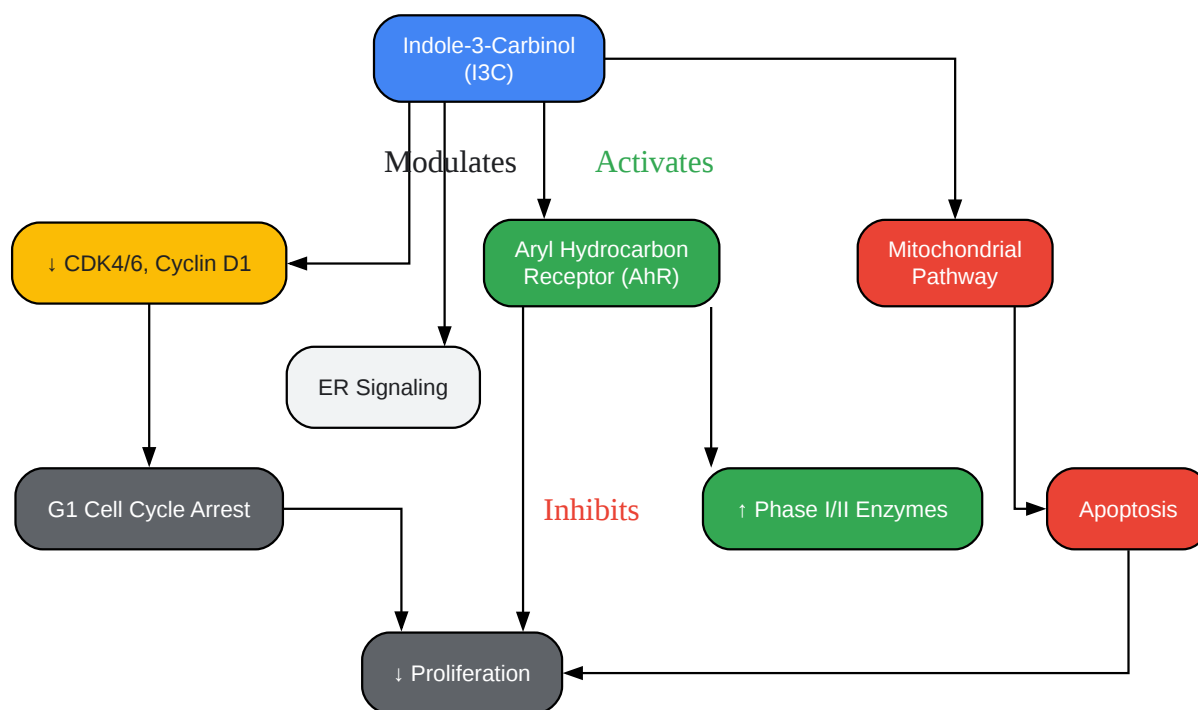 Indole-3-Carbinol
(I3C)
Modulates
Activates
↓ CDK4/6, Cyclin D1
Aryl Hydrocarbon
Receptor (AhR)
Mitochondrial
Pathway
ER Signaling
G1 Cell Cycle Arrest
Inhibits
↑ Phase I/II Enzymes
Apoptosis
↓ Proliferation